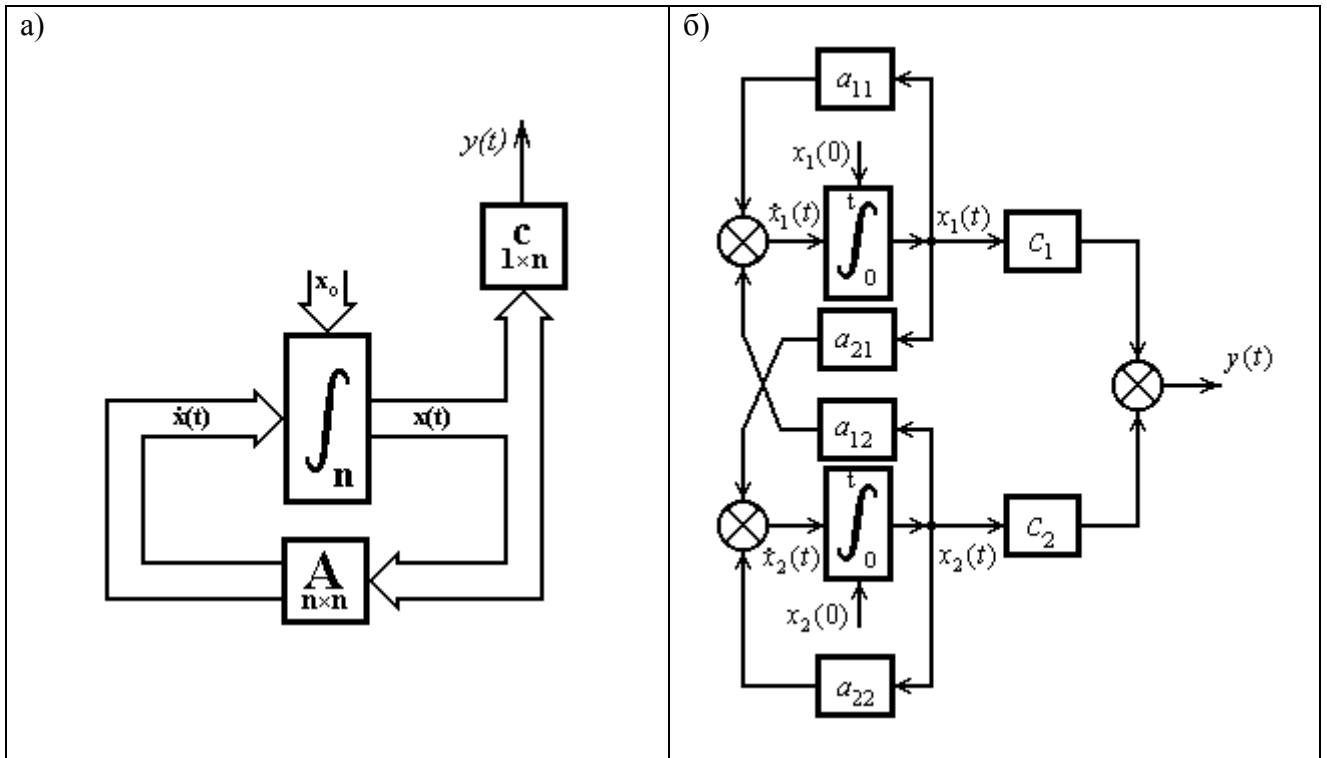 а)
y(t)
c
1×n
x₀
ẋ(t)
∫
n
x(t)
A
n×n
б)
a₁₁
x₁(0)
ẋ₁(t)
t
∫
0
x₁(t)
C₁
a₂₁
y(t)
a₁₂
t
∫
0
ẋ₂(t)
x₂(t)
C₂
x₂(0)
a₂₂